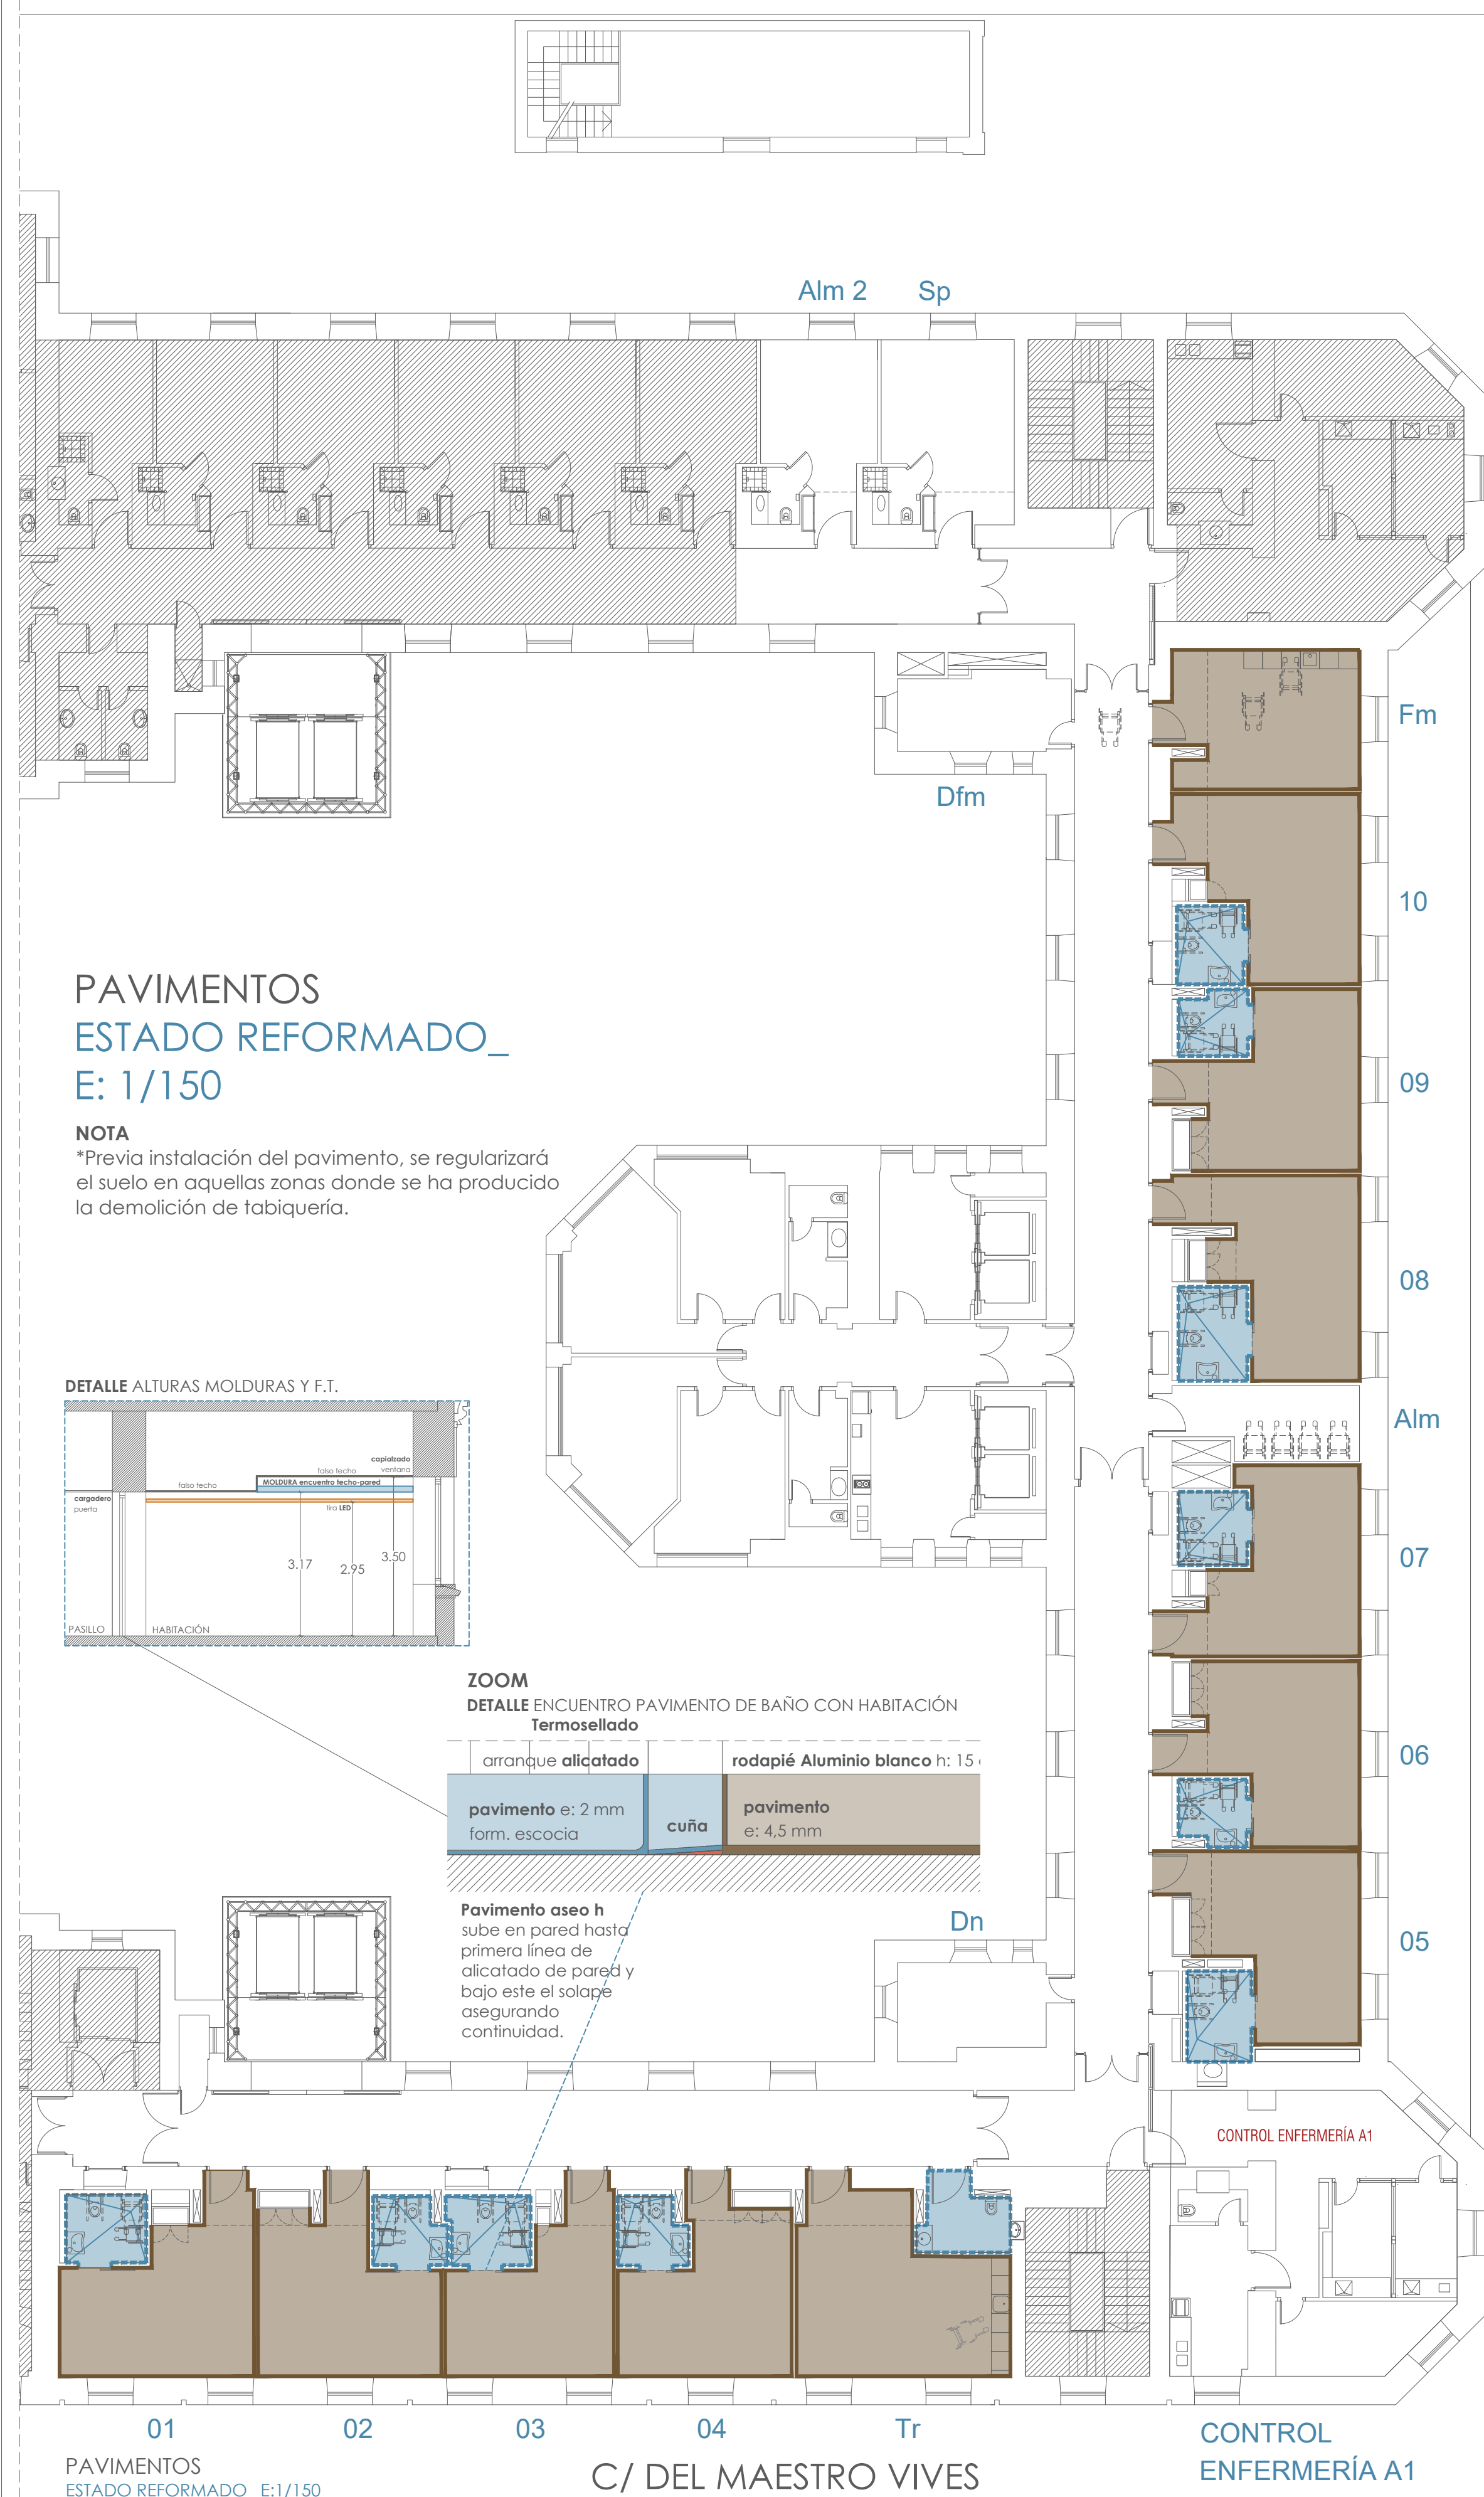 Alm 2
Sp
Fm
Dfm
10
PAVIMENTOS
ESTADO REFORMADO_
E: 1/150
09
NOTA
*Previa instalación del pavimento, se regularizará
el suelo en aquellas zonas donde se ha producido
la demolición de tabiquería.
08
DETALLE ALTURAS MOLDURAS Y F.T.
capialzado
ventana
falso techo
MOLDURA encuentro techo-pared
falso techo
cargadero
puerta
tira LED
3.17
2.95
3.50
PASILLO
HABITACIÓN
Alm
07
ZOOM
DETALLE ENCUENTRO PAVIMENTO DE BAÑO CON HABITACIÓN
Termosellado
arranque alicatado
rodapié Aluminio blanco h: 15
pavimento e: 2 mm
form. escocia
cuña
pavimento
e: 4,5 mm
06
Pavimento aseo h
sube en pared hasta
primera línea de
alicatado de pared y
bajo este el solape
asegurando
continuidad.
Dn
05
CONTROL ENFERMERÍA A1
01
02
03
04
Tr
CONTROL
ENFERMERÍA A1
PAVIMENTOS
ESTADO REFORMADO_ E:1/150
C/ DEL MAESTRO VIVES